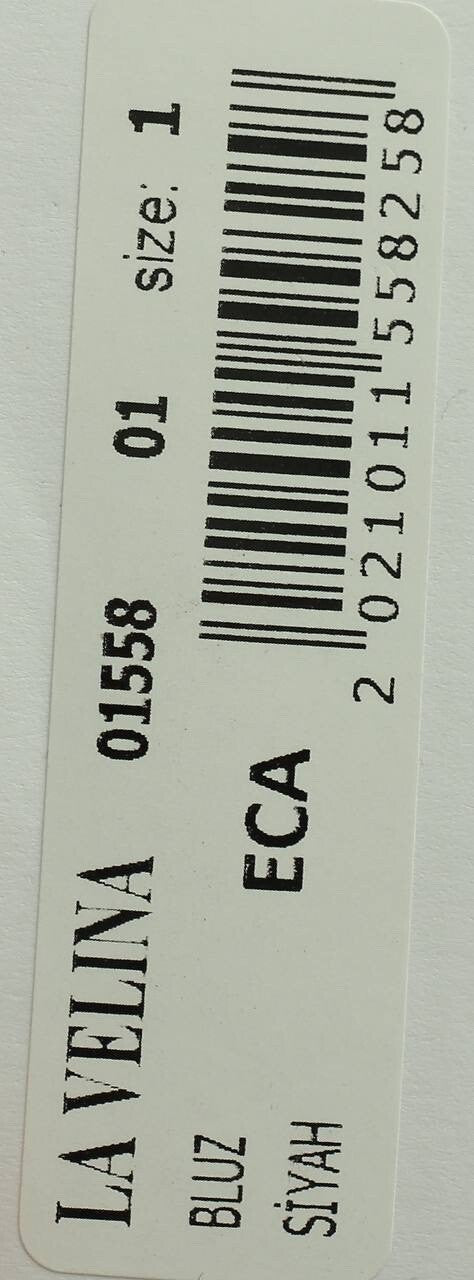 LA VELINA 01558 01 size: 1
BLUZ
SİYAH
ECA
2 021011 558258